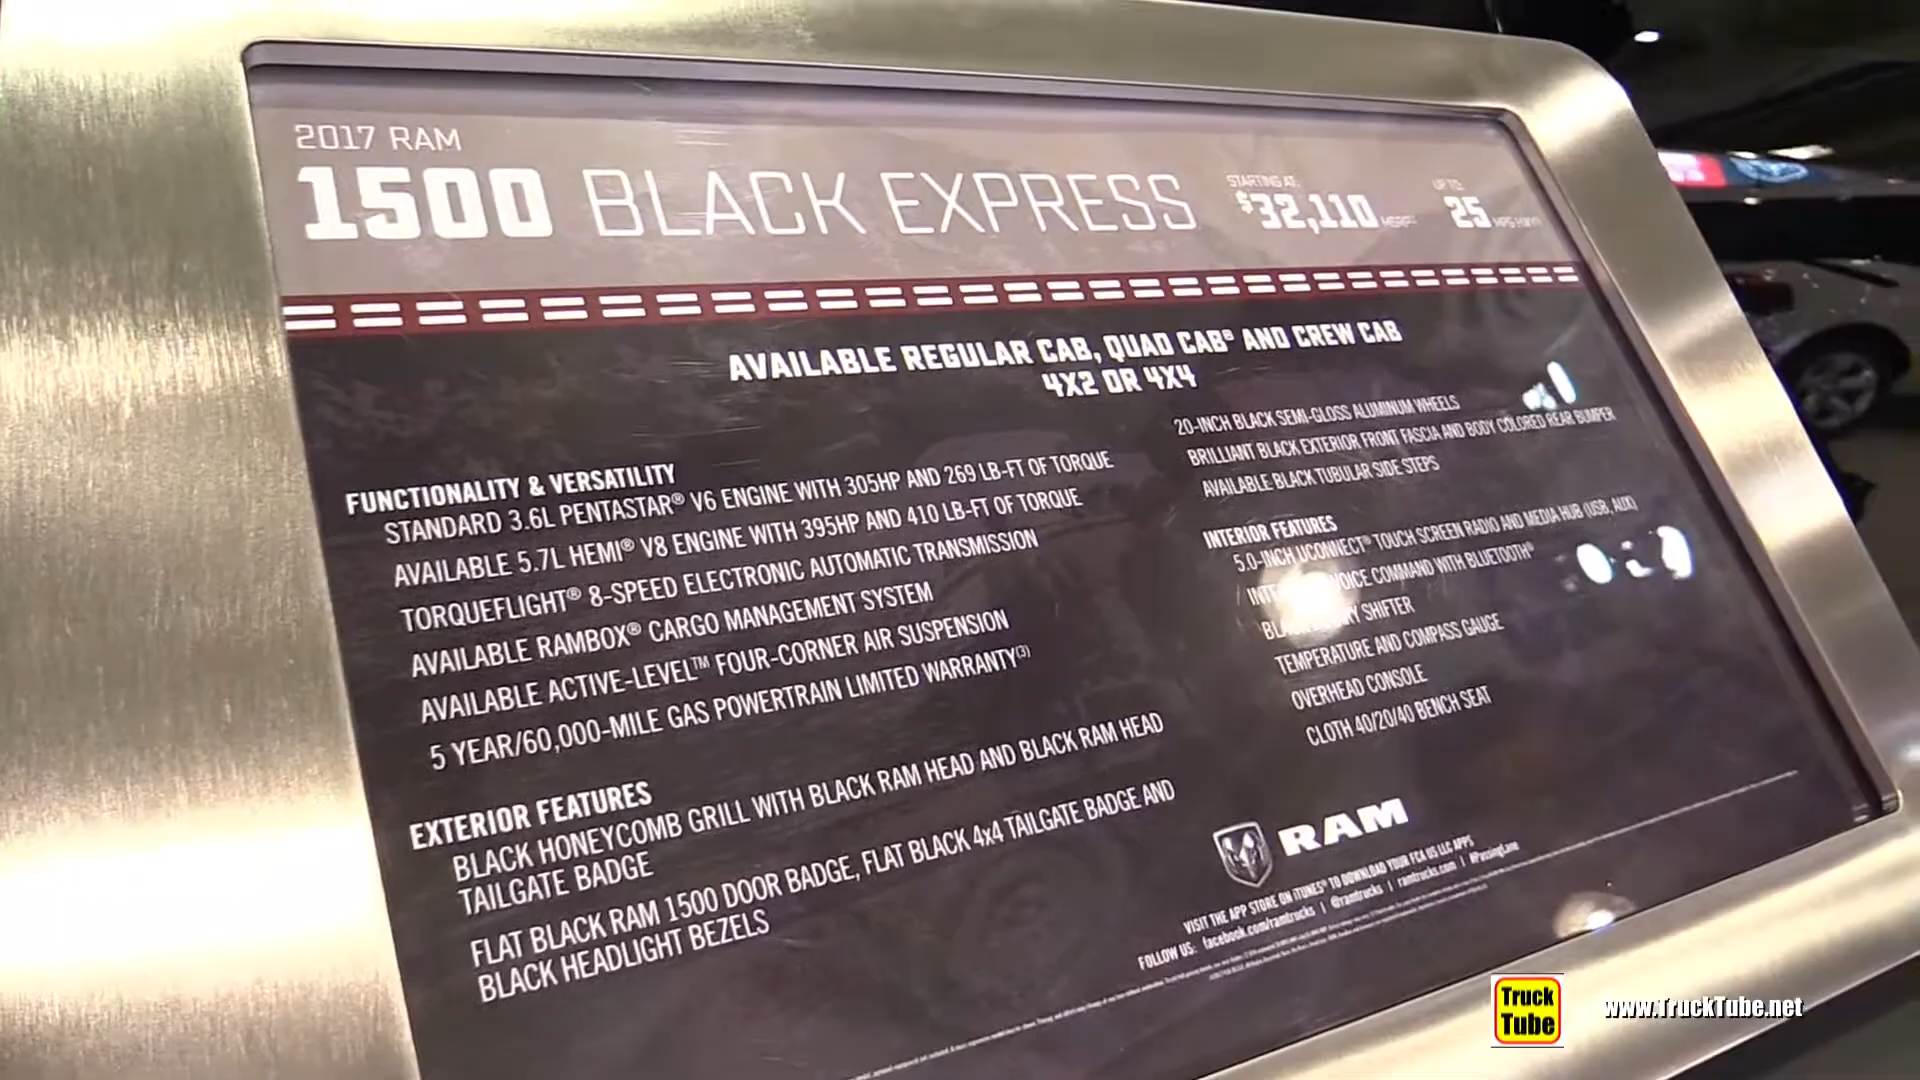 2017 RAM
1500 BLACK EXPRESS
STARTING AT:
$32,110 MSRP
UP TO:
25 MPG HWY
AVAILABLE REGULAR CAB, QUAD CAB® AND CREW CAB
4X2 OR 4X4
FUNCTIONALITY & VERSATILITY
STANDARD 3.6L PENTASTAR® V6 ENGINE WITH 305HP AND 269 LB-FT OF TORQUE
AVAILABLE 5.7L HEMI® V8 ENGINE WITH 395HP AND 410 LB-FT OF TORQUE
TORQUEFLIGHT® 8-SPEED ELECTRONIC AUTOMATIC TRANSMISSION
AVAILABLE RAMBOX® CARGO MANAGEMENT SYSTEM
AVAILABLE ACTIVE-LEVEL™ FOUR-CORNER AIR SUSPENSION
5 YEAR/60,000-MILE GAS POWERTRAIN LIMITED WARRANTY(3)
EXTERIOR FEATURES
BLACK HONEYCOMB GRILL WITH BLACK RAM HEAD AND BLACK RAM HEAD
TAILGATE BADGE
FLAT BLACK RAM 1500 DOOR BADGE, FLAT BLACK 4x4 TAILGATE BADGE AND
BLACK HEADLIGHT BEZELS
20-INCH BLACK SEMI-GLOSS ALUMINUM WHEELS
BRILLIANT BLACK EXTERIOR FRONT FASCIA AND BODY COLORED REAR BUMPER
AVAILABLE BLACK TUBULAR SIDE STEPS
INTERIOR FEATURES
5.0-INCH UCONNECT® TOUCH SCREEN RADIO AND MEDIA HUB (USB, AUX)
VOICE COMMAND WITH BLUETOOTH®
SHIFTER
TEMPERATURE AND COMPASS GAUGE
OVERHEAD CONSOLE
CLOTH 40/20/40 BENCH SEAT
RAM
VISIT THE APP STORE ON iTUNES® TO DOWNLOAD YOUR FCA US LLC APPS
FOLLOW US: facebook.com/ramtrucks | @ramtrucks | ramtrucks.com | #PassingLane
Truck
Tube
www.TruckTube.net